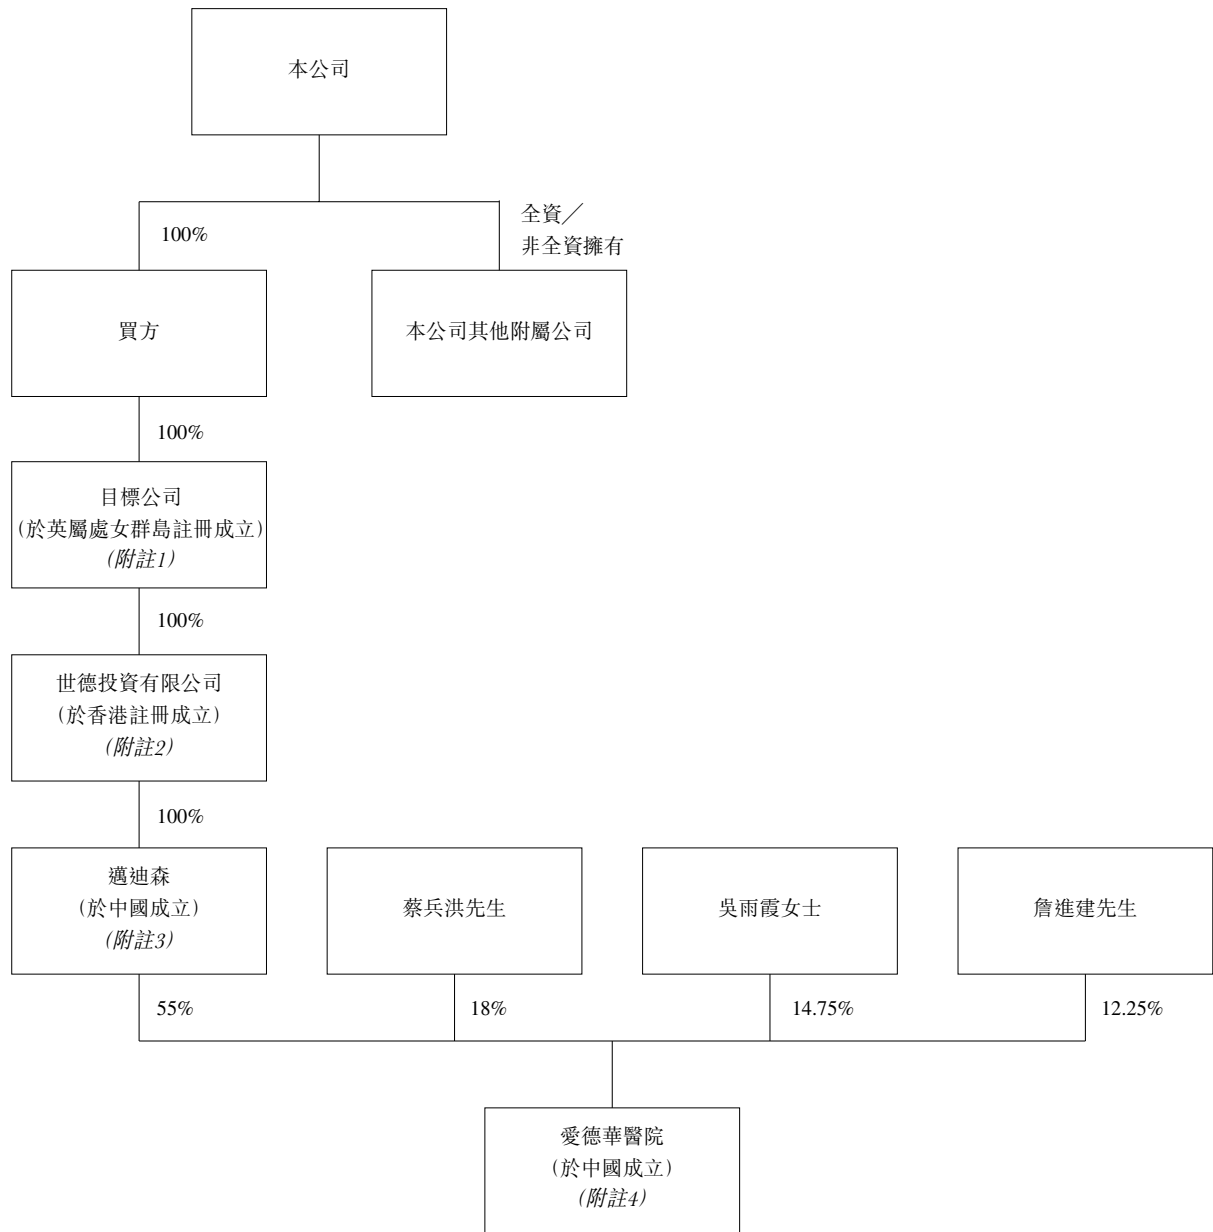 本公司
100%
全資／
非全資擁有
買方
本公司其他附屬公司
100%
目標公司
(於英屬處女群島註冊成立)
(附註1)
100%
世德投資有限公司
(於香港註冊成立)
(附註2)
100%
邁迪森
(於中國成立)
(附註3)
蔡兵洪先生
吳雨霞女士
詹進建先生
55%
18%
14.75%
12.25%
愛德華醫院
(於中國成立)
(附註4)